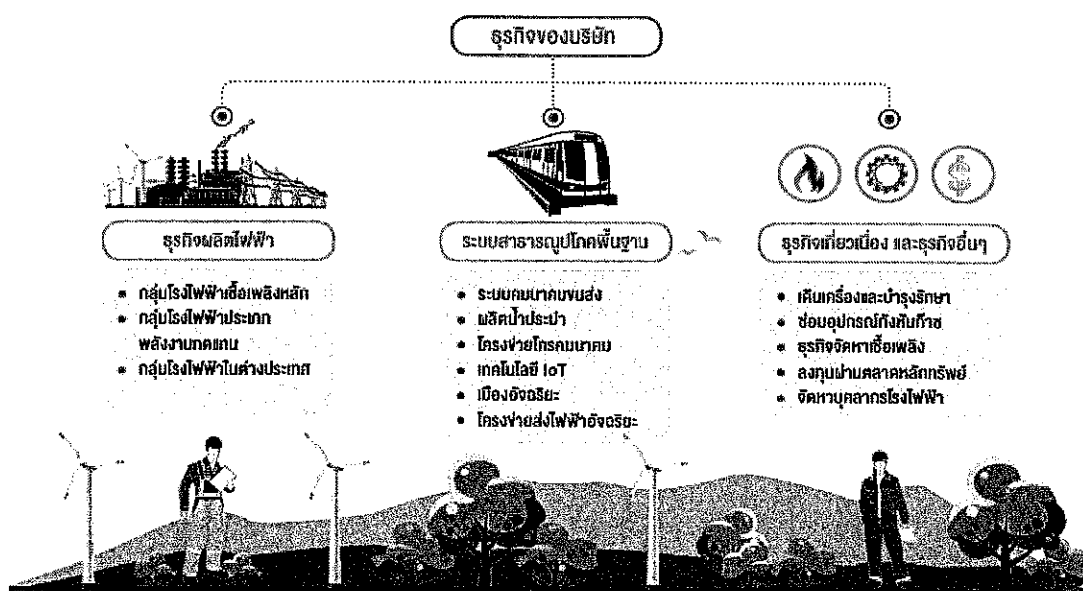 ธุรกิจของบริษัท
ธุรกิจผลิตไฟฟ้า
• กลุ่มโรงไฟฟ้าเชื้อเพลิงหลัก
• กลุ่มโรงไฟฟ้าประเภท
พลังงานทดแทน
• กลุ่มโรงไฟฟ้าในต่างประเทศ
ระบบสาธารณูปโภคพื้นฐาน
• ระบบคมนาคมขนส่ง
• ผลิตน้ำประปา
• โครงข่ายโทรคมนาคม
• เทคโนโลยี IoT
• เมืองอัจฉริยะ
• โครงข่ายส่งไฟฟ้าอัจฉริยะ
ธุรกิจเกี่ยวเนื่อง และธุรกิจอื่นๆ
• เดินเครื่องและบำรุงรักษา
• ซ่อมอุปกรณ์กังหันก๊าซ
• ธุรกิจจัดหาเชื้อเพลิง
• ลงทุนผ่านตลาดหลักทรัพย์
• จัดหาบุคลากรโรงไฟฟ้า